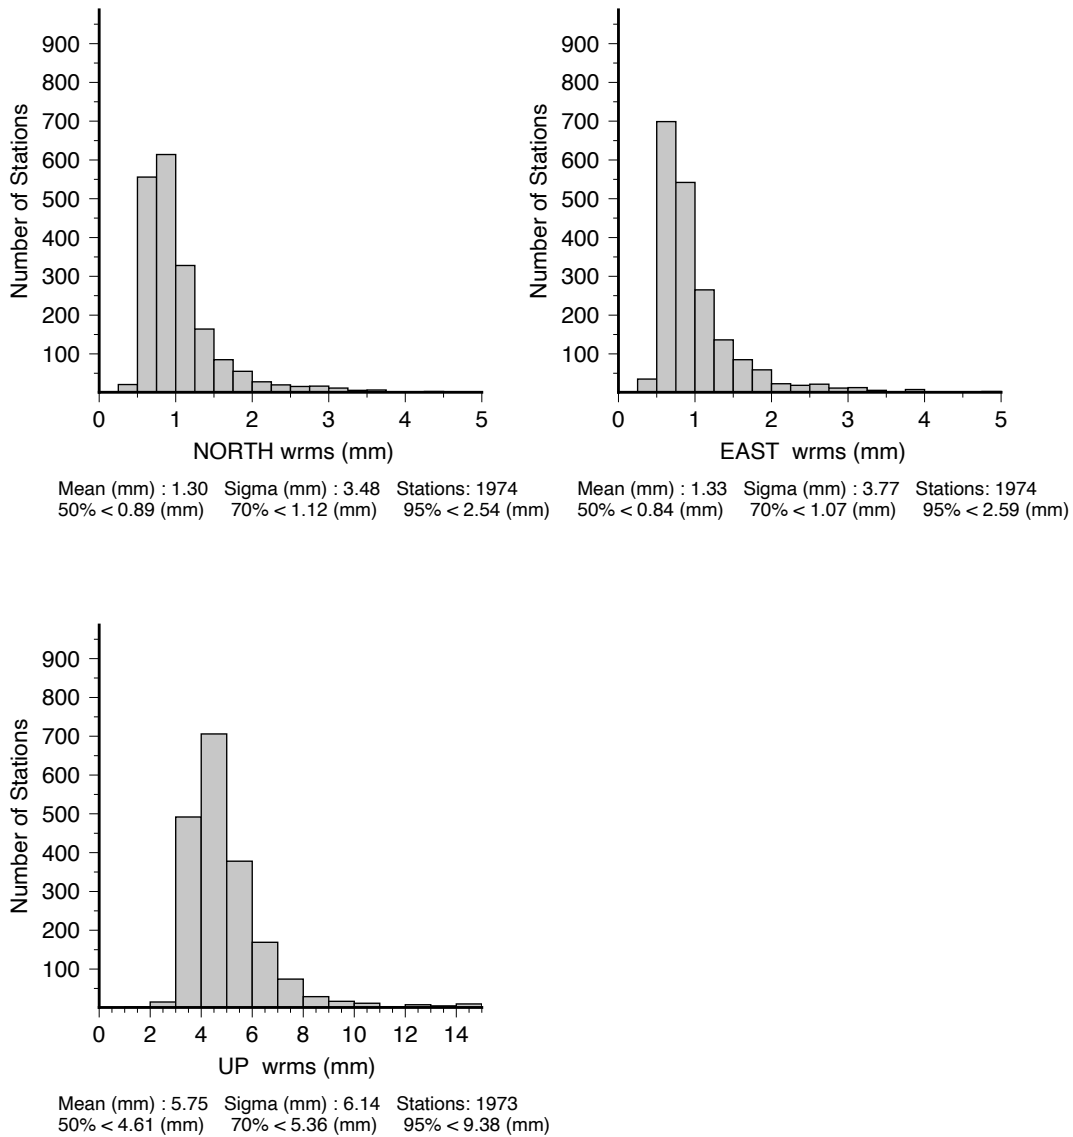 Number of Stations
900
800
700
600
500
400
300
200
100
0 1 2 3 4 5
NORTH wrms (mm)
Mean (mm) : 1.30 Sigma (mm) : 3.48 Stations: 1974
50% < 0.89 (mm) 70% < 1.12 (mm) 95% < 2.54 (mm)
Number of Stations
900
800
700
600
500
400
300
200
100
0 1 2 3 4 5
EAST wrms (mm)
Mean (mm) : 1.33 Sigma (mm) : 3.77 Stations: 1974
50% < 0.84 (mm) 70% < 1.07 (mm) 95% < 2.59 (mm)
Number of Stations
900
800
700
600
500
400
300
200
100
0 2 4 6 8 10 12 14
UP wrms (mm)
Mean (mm) : 5.75 Sigma (mm) : 6.14 Stations: 1973
50% < 4.61 (mm) 70% < 5.36 (mm) 95% < 9.38 (mm)